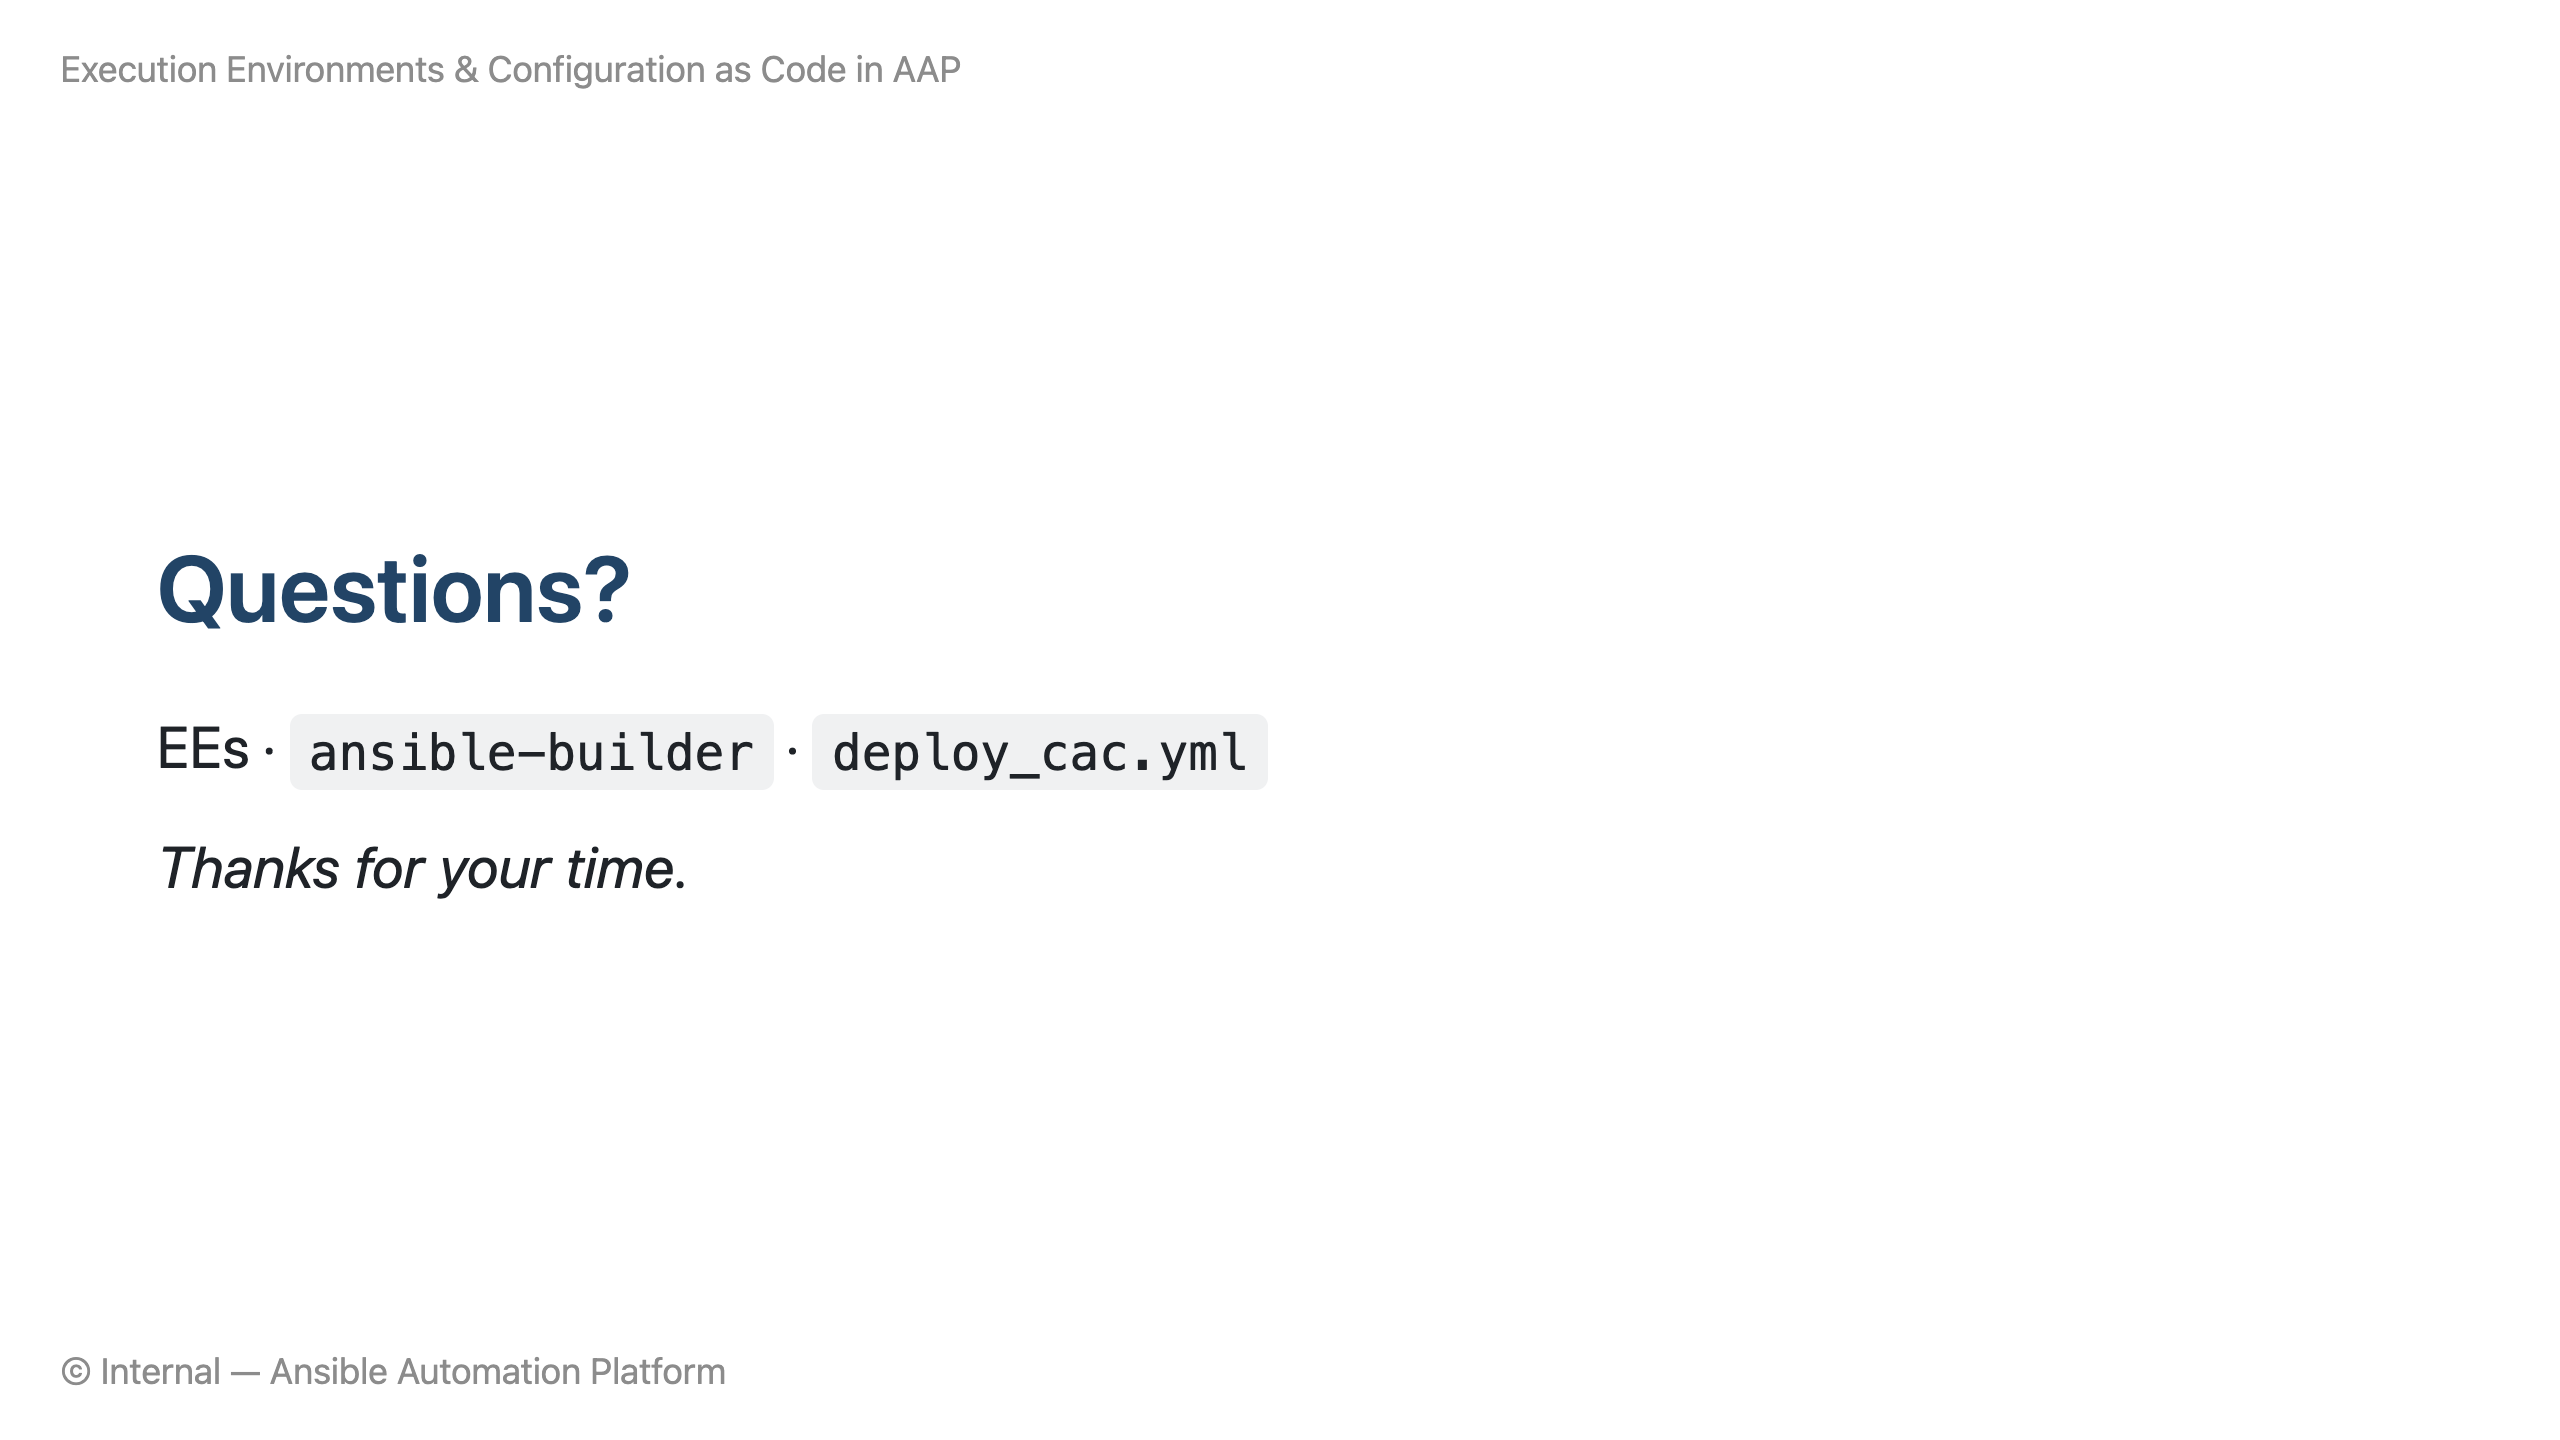 Execution Environments & Configuration as Code in AAP
Questions?
EEs · ansible-builder · deploy_cac.yml
Thanks for your time.
© Internal — Ansible Automation Platform